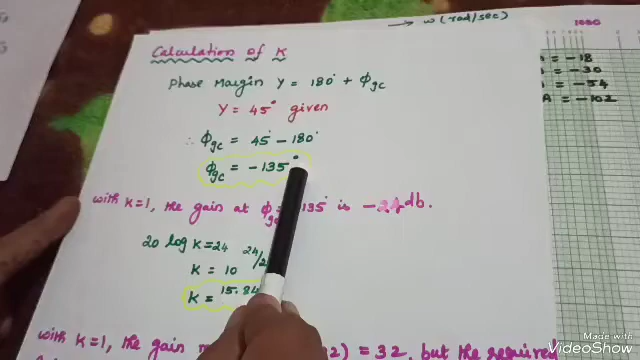 → ω (rad/sec)
1000
Calculation of K
Phase Margin γ = 180° + ϕgc
γ = 45° given
∴ ϕgc = 45° - 180°
ϕgc = -135°
= -18
= -30
= -54
A = -102
with K=1, the gain at ϕgc 135° is -24 db.
20 log K = 24
K = 10 24/2
K = 15.84
with K=1, the gain m 2) = 32, but the required
Made With
VideoShow